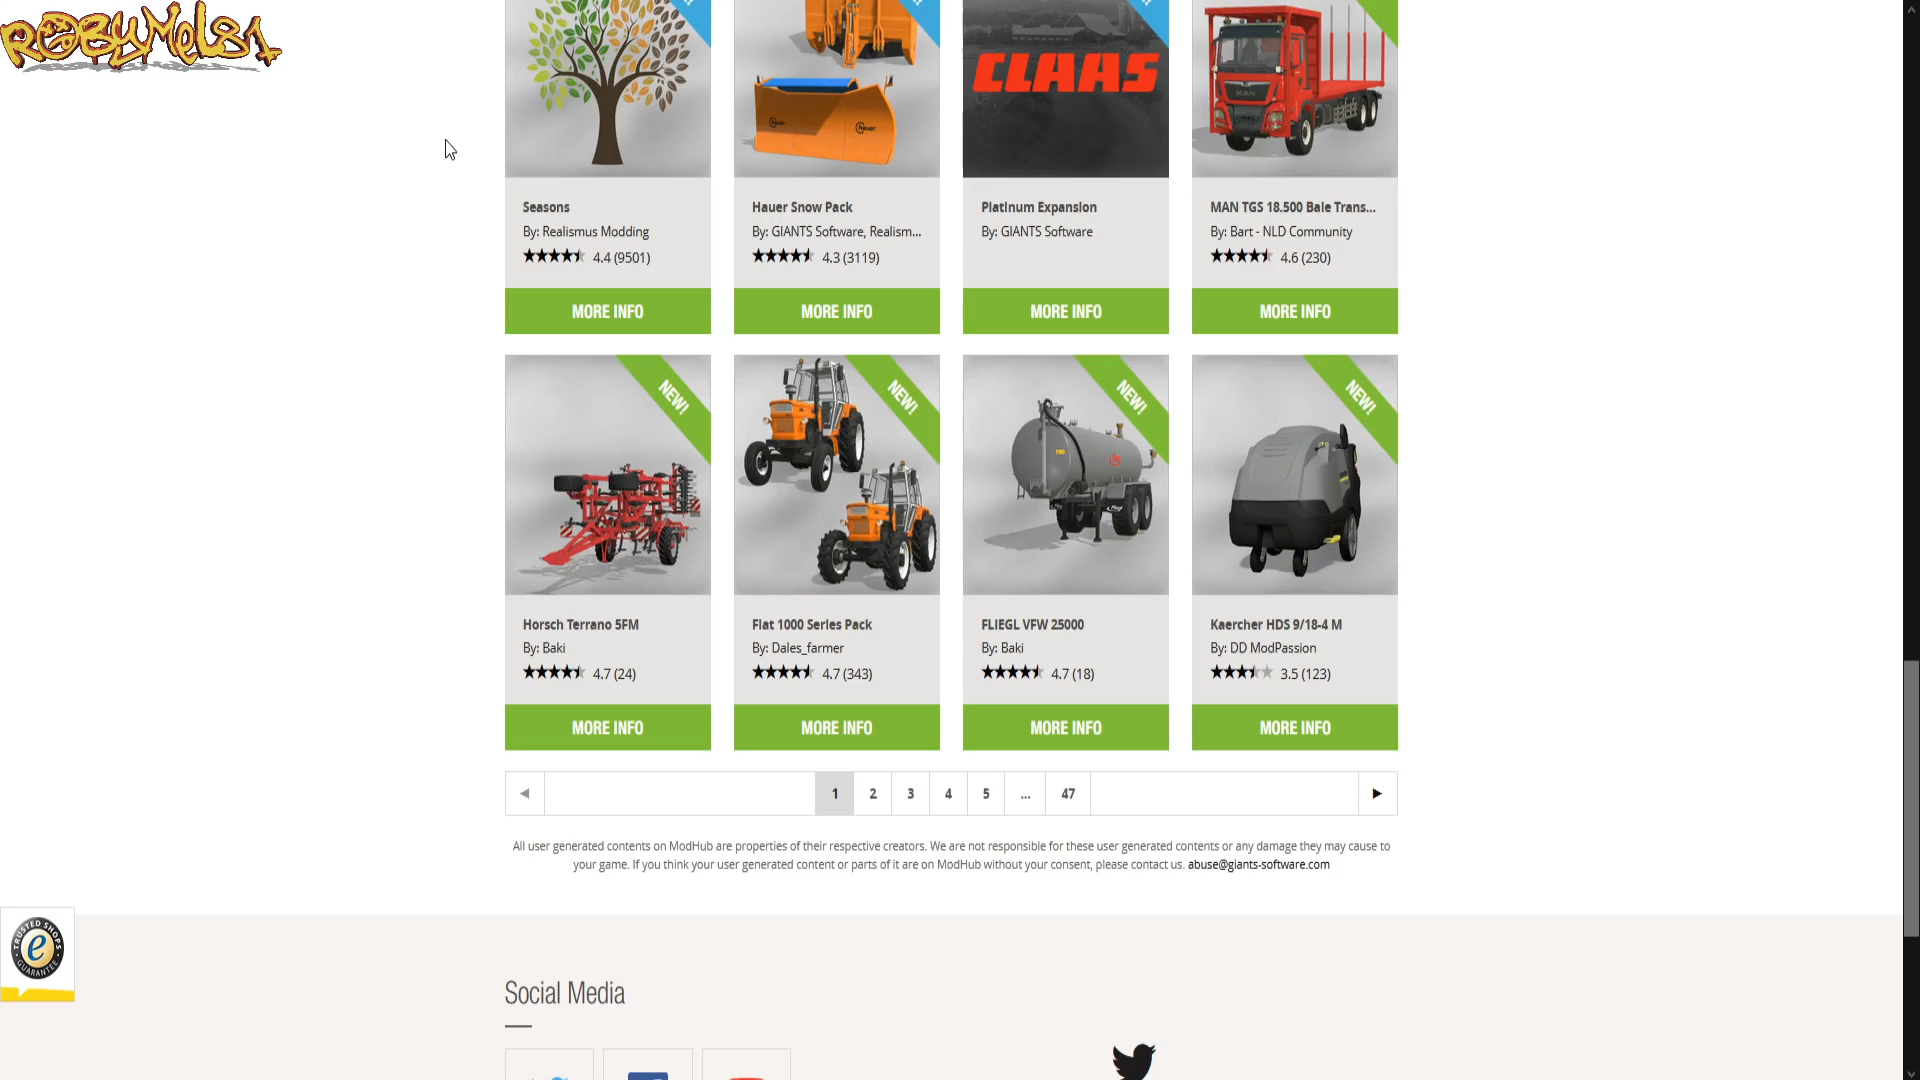 RobyMel81
CLAAS
MAN
Hauer
Hauer
Seasons
By: Realismus Modding
4.4 (9501)
MORE INFO
Hauer Snow Pack
By: GIANTS Software, Realism...
4.3 (3119)
MORE INFO
Platinum Expansion
By: GIANTS Software
MORE INFO
MAN TGS 18.500 Bale Trans...
By: Bart - NLD Community
4.6 (230)
MORE INFO
NEW!
NEW!
NEW!
NEW!
Horsch Terrano 5FM
By: Baki
4.7 (24)
MORE INFO
Fiat 1000 Series Pack
By: Dales_farmer
4.7 (343)
MORE INFO
FLIEGL VFW 25000
By: Baki
4.7 (18)
MORE INFO
Kaercher HDS 9/18-4 M
By: DD ModPassion
3.5 (123)
MORE INFO
1 2 3 4 5 ... 47
All user generated contents on ModHub are properties of their respective creators. We are not responsible for these user generated contents or any damage they may cause to
your game. If you think your user generated content or parts of it are on ModHub without your consent, please contact us. abuse@giants-software.com
TRUSTED SHOPS
e
GUARANTEE
Social Media